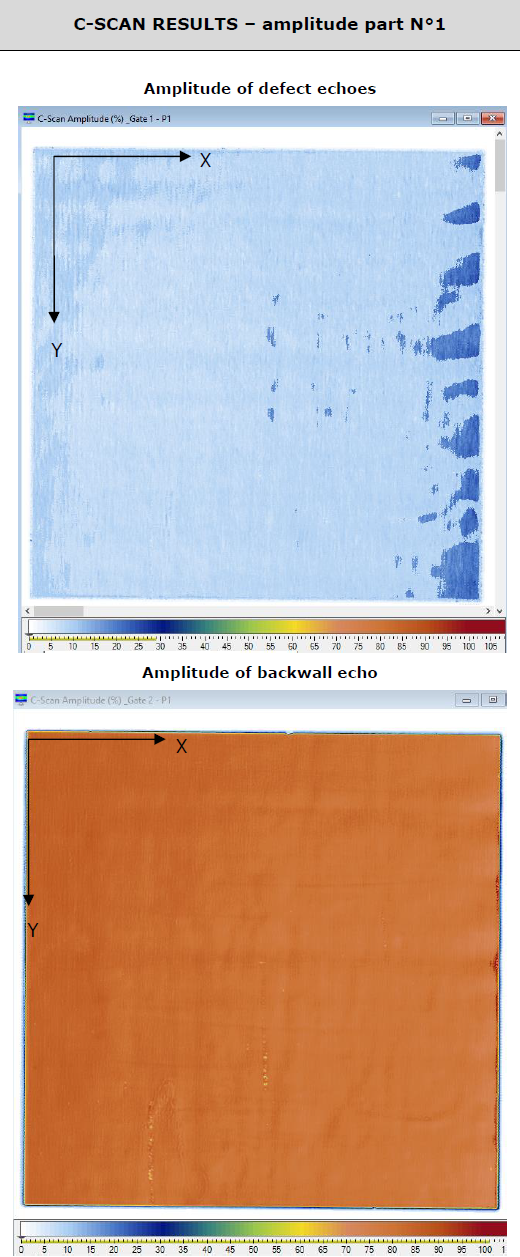 C-SCAN RESULTS – amplitude part N°1
Amplitude of defect echoes
C-Scan Amplitude (%) _Gate 1 - P1
X
Y
0 5 10 15 20 25 30 35 40 45 50 55 60 65 70 75 80 85 90 95 100 105
Amplitude of backwall echo
C-Scan Amplitude (%) _Gate 2 - P1
X
Y
0 5 10 15 20 25 30 35 40 45 50 55 60 65 70 75 80 85 90 95 100 1